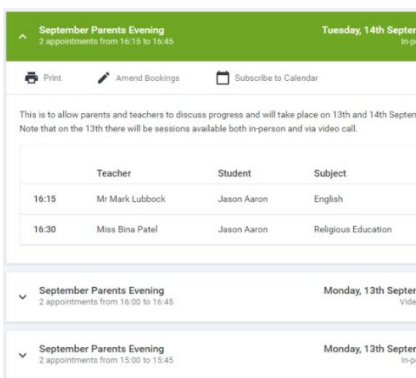 September Parents Evening Tuesday, 14th Septem
2 appointments from 16:15 to 16:45 In-p
Print Amend Bookings Subscribe to Calendar
This is to allow parents and teachers to discuss progress and will take place on 13th and 14th Septem
Note that on the 13th there will be sessions available both in-person and via video call.
Teacher Student Subject
16:15 Mr Mark Lubbock Jason Aaron English
16:30 Miss Bina Patel Jason Aaron Religious Education
September Parents Evening Monday, 13th Septem
2 appointments from 16:00 to 16:45 Vide
September Parents Evening Monday, 13th Septem
2 appointments from 15:00 to 15:45 In-p